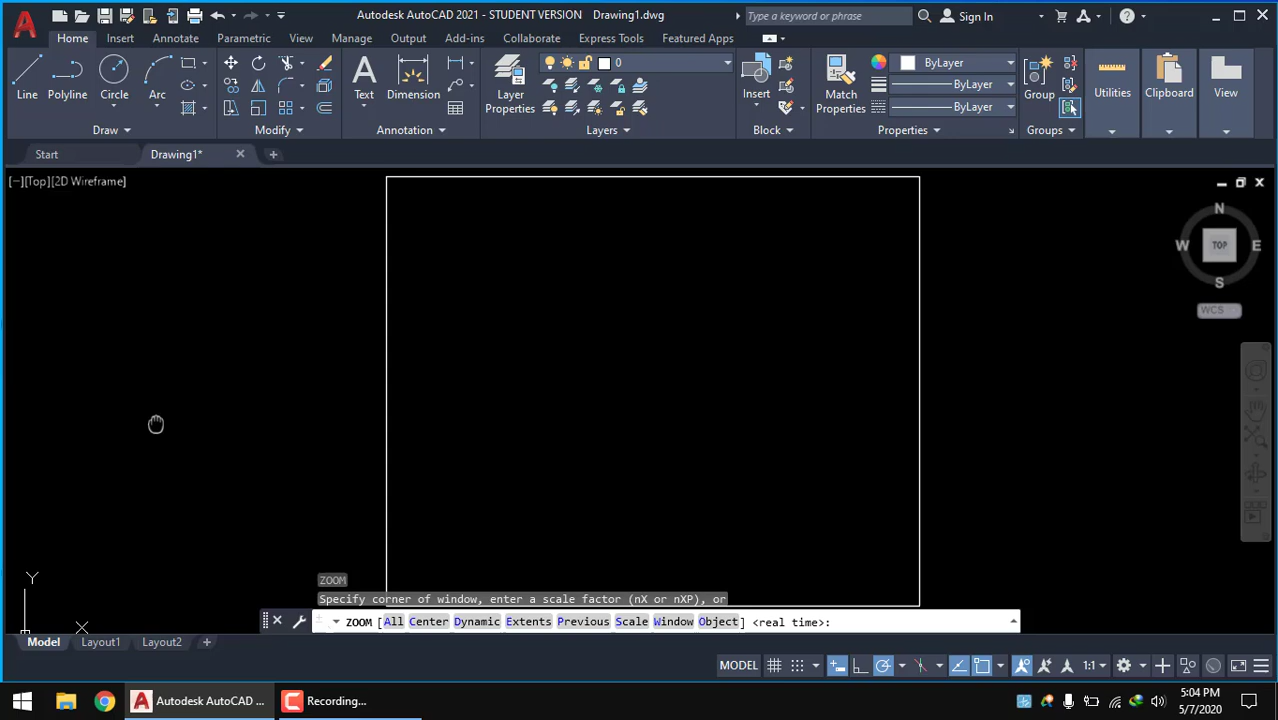 Autodesk AutoCAD 2021 - STUDENT VERSION Drawing1.dwg
Type a keyword or phrase
Sign In
Home Insert Annotate Parametric View Manage Output Add-ins Collaborate Express Tools Featured Apps
Line Polyline Circle Arc
Text Dimension
Layer Properties
0
Insert
Match Properties
ByLayer
ByLayer
ByLayer
Group
Utilities Clipboard View
Draw Modify Annotation Layers Block Properties Groups
Start Drawing1*
[−][Top][2D Wireframe]
N
W TOP E
S
WCS
Y
X
ZOOM
Specify corner of window, enter a scale factor (nX or nXP), or
ZOOM [All Center Dynamic Extents Previous Scale Window Object] <real time>:
Model Layout1 Layout2 +
MODEL 1:1
Autodesk AutoCAD ...
Recording...
5:04 PM
5/7/2020